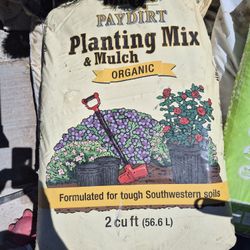 PAYDIRT
Planting Mix
& Mulch
ORGANIC
Formulated for tough Southwestern soils
2 cu ft (56.6 L)